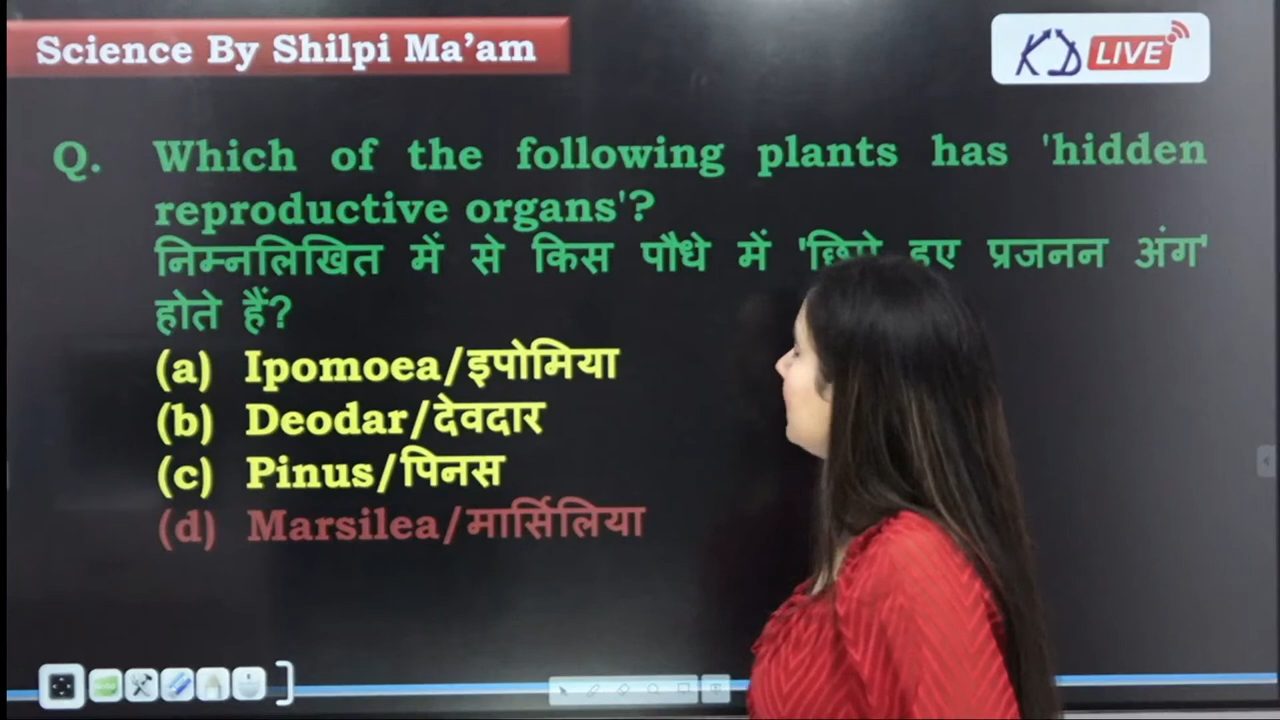 Science By Shilpi Ma’am
KD LIVE
Q. Which of the following plants has 'hidden
reproductive organs'?
निम्नलिखित में से किस पौधे में 'छिपे हुए प्रजनन अंग'
होते हैं?
(a) Ipomoea/इपोमिया
(b) Deodar/देवदार
(c) Pinus/पिनस
(d) Marsilea/मार्सिलिया